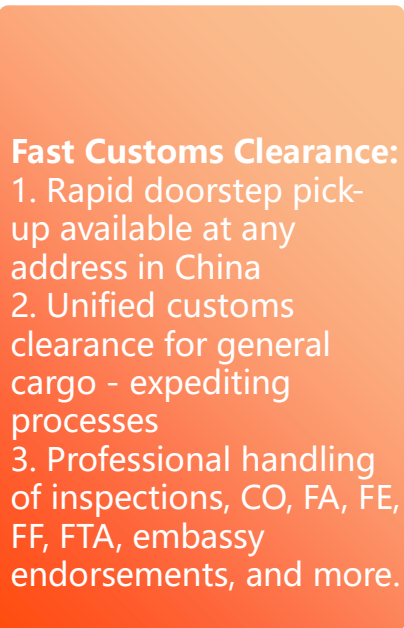 Fast Customs Clearance:
1. Rapid doorstep pick-
up available at any
address in China
2. Unified customs
clearance for general
cargo - expediting
processes
3. Professional handling
of inspections, CO, FA, FE,
FF, FTA, embassy
endorsements, and more.